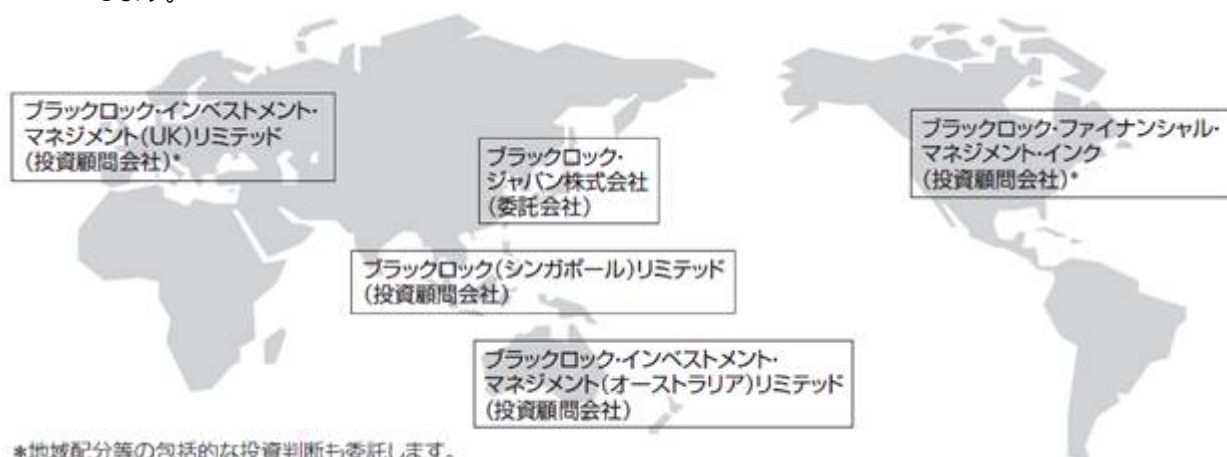 します。
ブラックロック・インベストメント・
マネジメント(UK)リミテッド
(投資顧問会社)*
ブラックロック・
ジャパン株式会社
(委託会社)
ブラックロック・ファイナンシャル・
マネジメント・インク
(投資顧問会社)*
ブラックロック(シンガポール)リミテッド
(投資顧問会社)
ブラックロック・インベストメント・
マネジメント(オーストラリア)リミテッド
(投資顧問会社)
*地域配分等の包括的な投資判断も委託します。